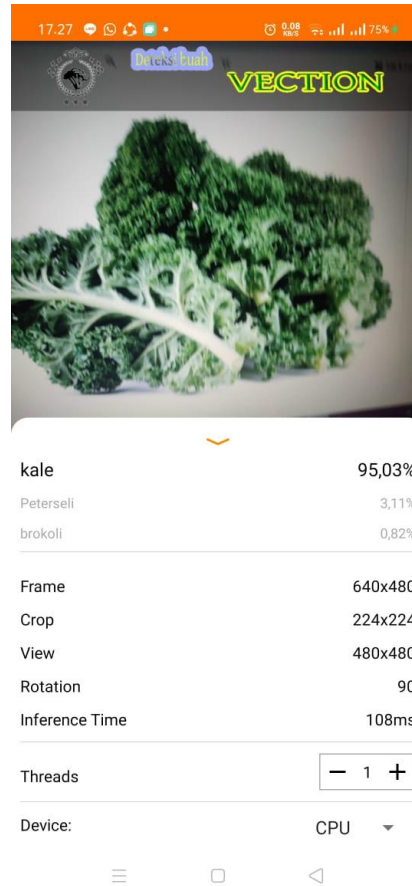 17.27 0.08 KB/S 75%
Deteksi buah
VECTION
kale 95,03%
Peterseli 3,11%
brokoli 0,82%
Frame 640x480
Crop 224x224
View 480x480
Rotation 90
Inference Time 108ms
Threads − 1 +
Device: CPU